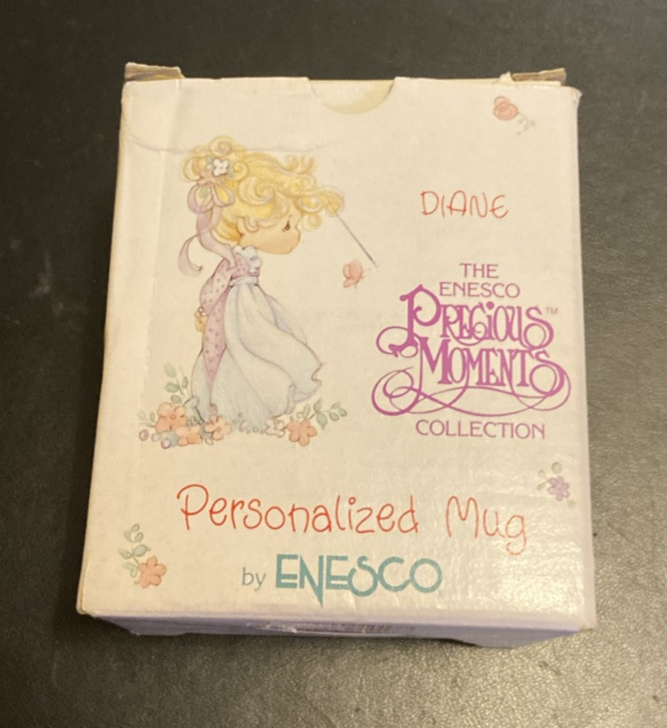 DIANE
THE
ENESCO
PRECIOUS™
MOMENTS
COLLECTION
Personalized Mug
by ENESCO